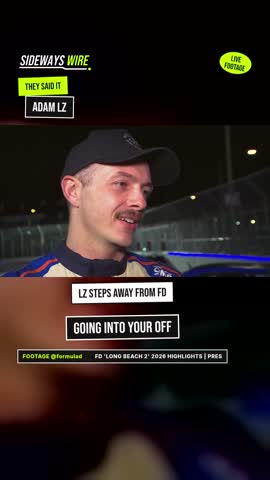 SIDEWAYS WIRE.
LIVE
FOOTAGE
THEY SAID IT
ADAM LZ
LZ STEPS AWAY FROM FD
GOING INTO YOUR OFF
FOOTAGE @formulad FD 'LONG BEACH 2' 2026 HIGHLIGHTS | PRES